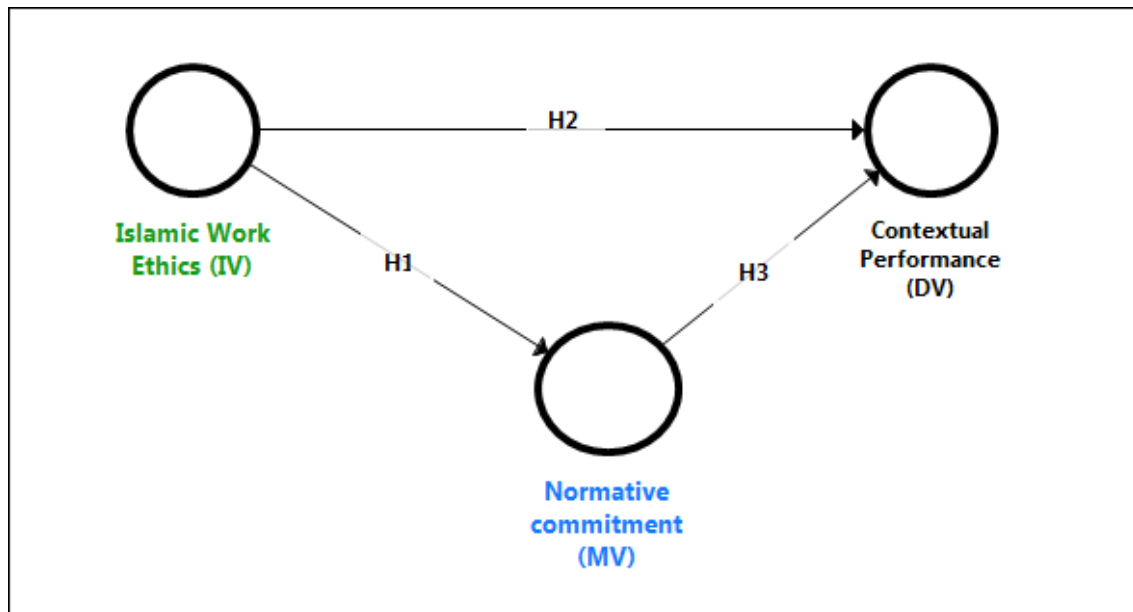 H2
Islamic Work
Ethics (IV)
Contextual
Performance
(DV)
H1
H3
Normative
commitment
(MV)